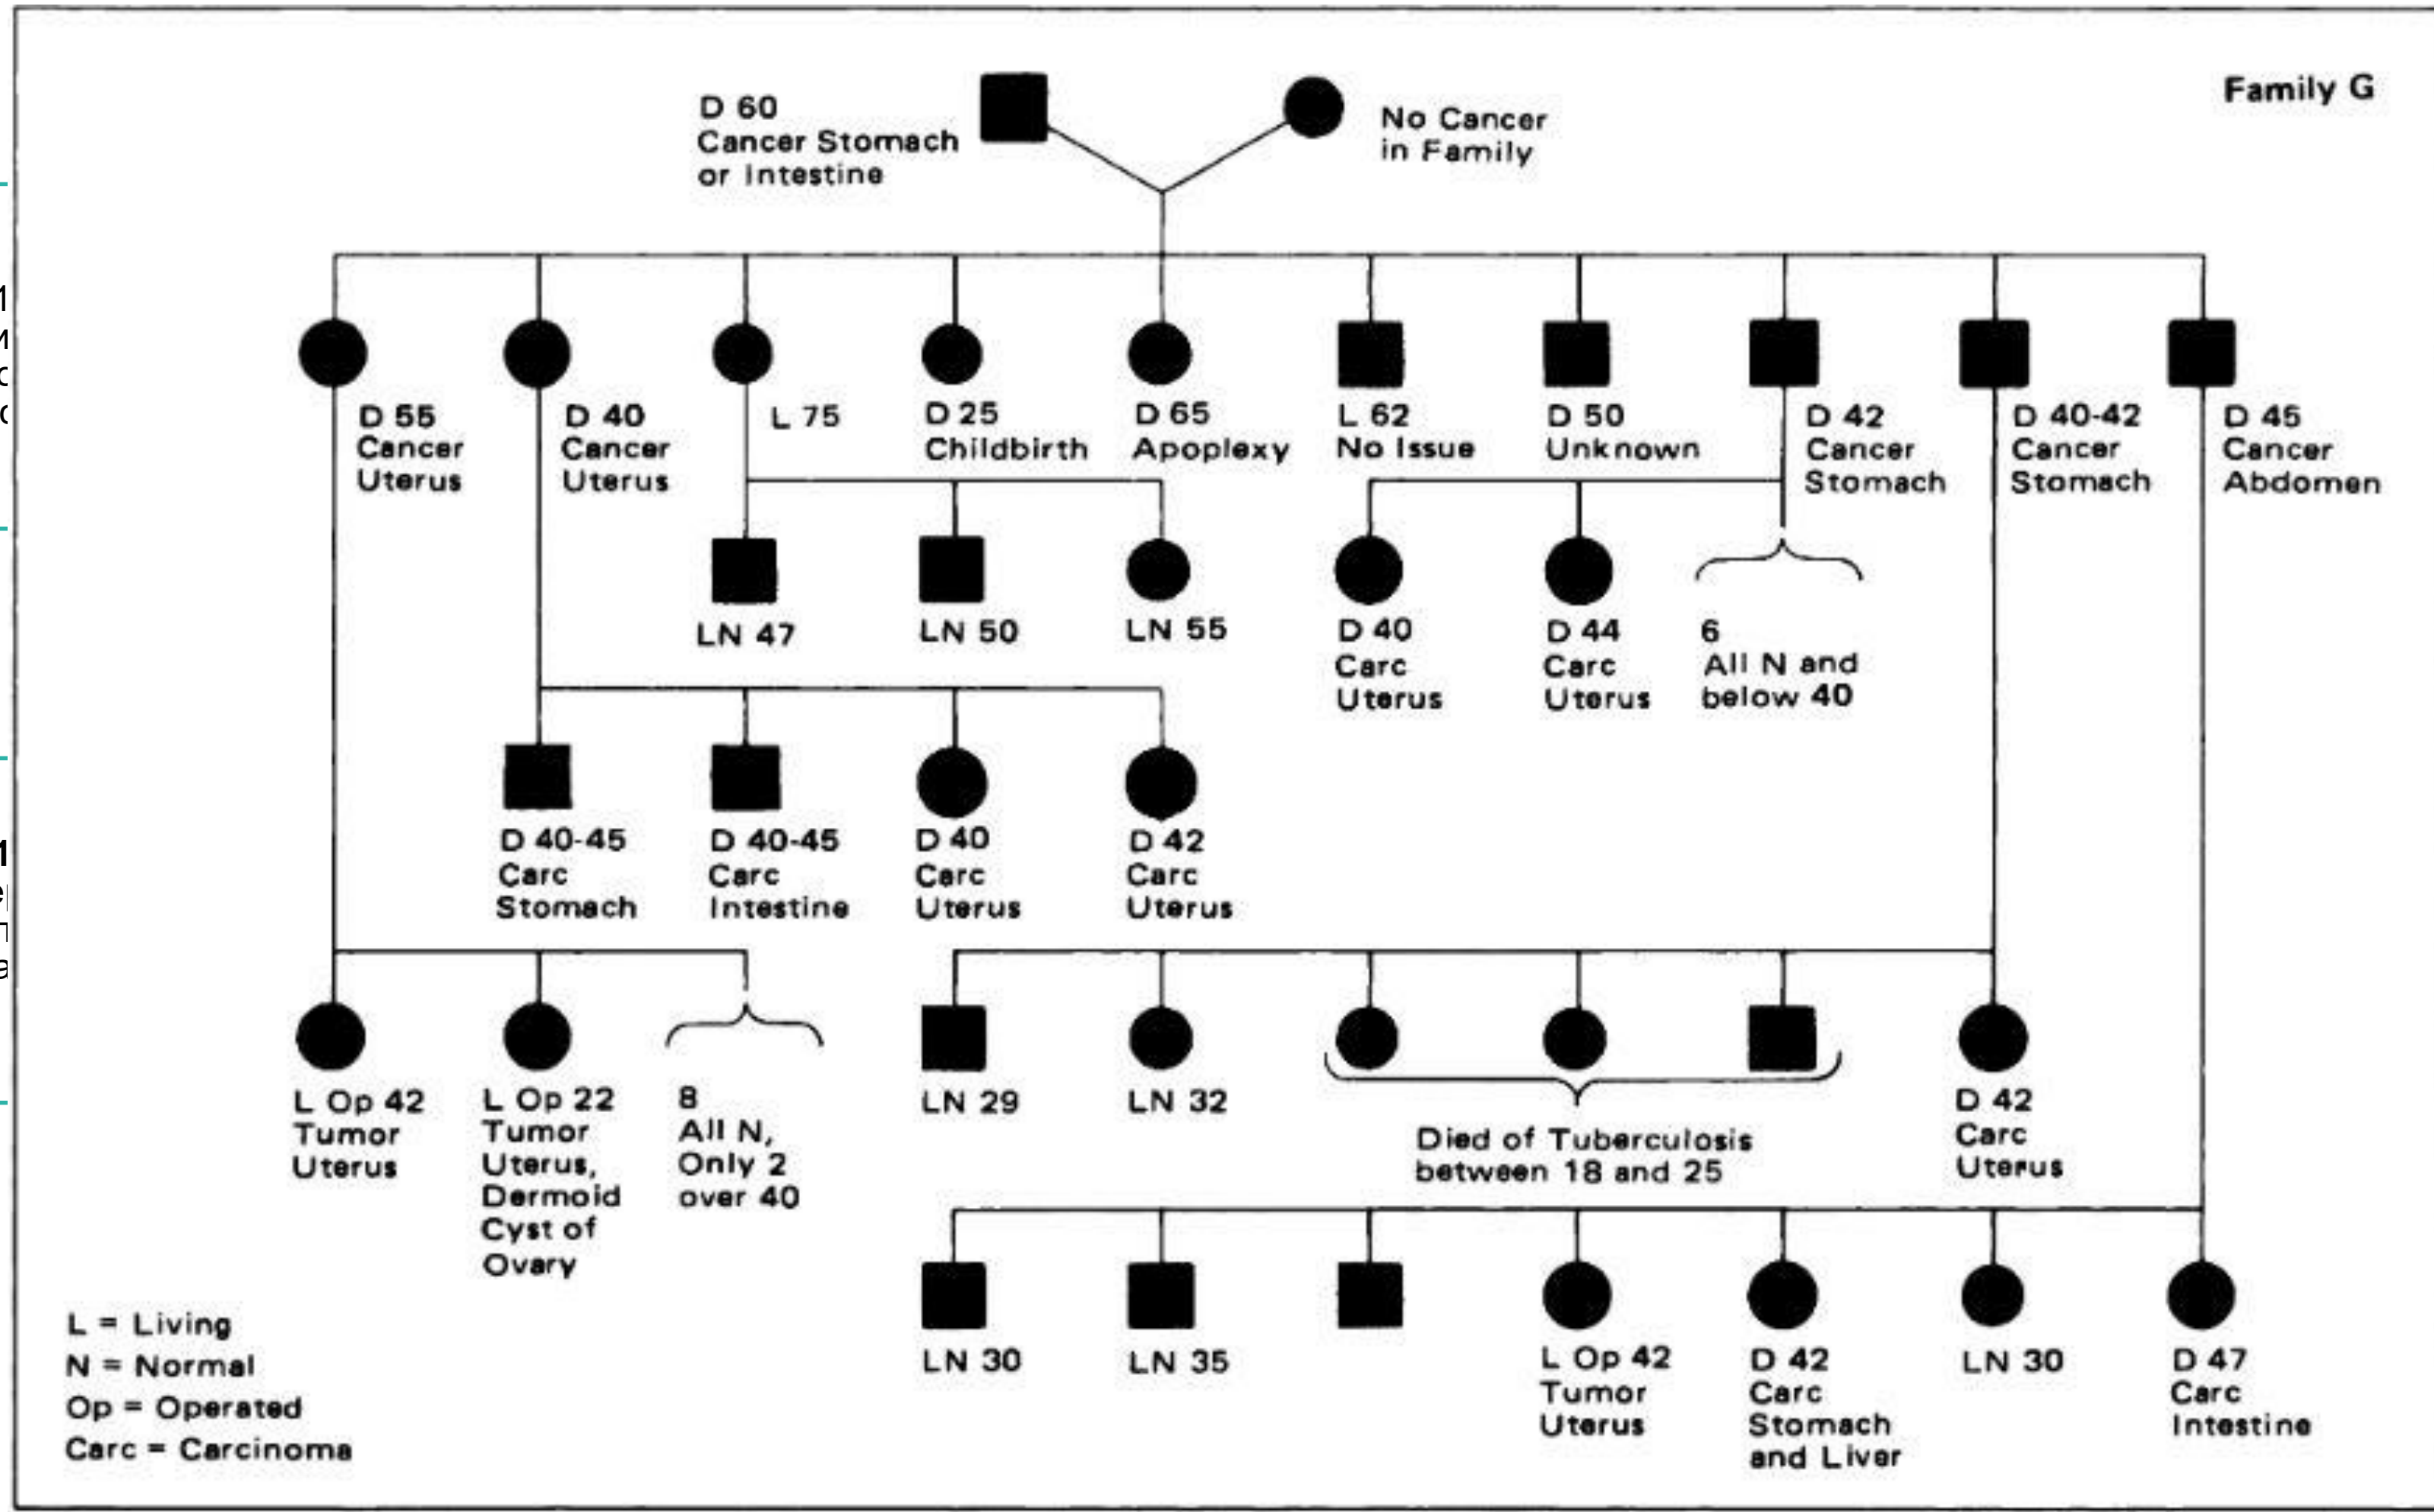 Family G
D 60
Cancer Stomach
or Intestine
No Cancer
in Family
D 55
Cancer
Uterus
D 40
Cancer
Uterus
L 75
D 25
Childbirth
D 65
Apoplexy
L 62
No Issue
D 50
Unknown
D 42
Cancer
Stomach
D 40-42
Cancer
Stomach
D 45
Cancer
Abdomen
LN 47
LN 50
LN 55
D 40
Carc
Uterus
D 44
Carc
Uterus
6
All N and
below 40
D 40-45
Carc
Stomach
D 40-45
Carc
Intestine
D 40
Carc
Uterus
D 42
Carc
Uterus
L Op 42
Tumor
Uterus
L Op 22
Tumor
Uterus,
Dermoid
Cyst of
Ovary
8
All N,
Only 2
over 40
LN 29
LN 32
Died of Tuberculosis
between 18 and 25
D 42
Carc
Uterus
LN 30
LN 35
L Op 42
Tumor
Uterus
D 42
Carc
Stomach
and Liver
LN 30
D 47
Carc
Intestine
L = Living
N = Normal
Op = Operated
Carc = Carcinoma